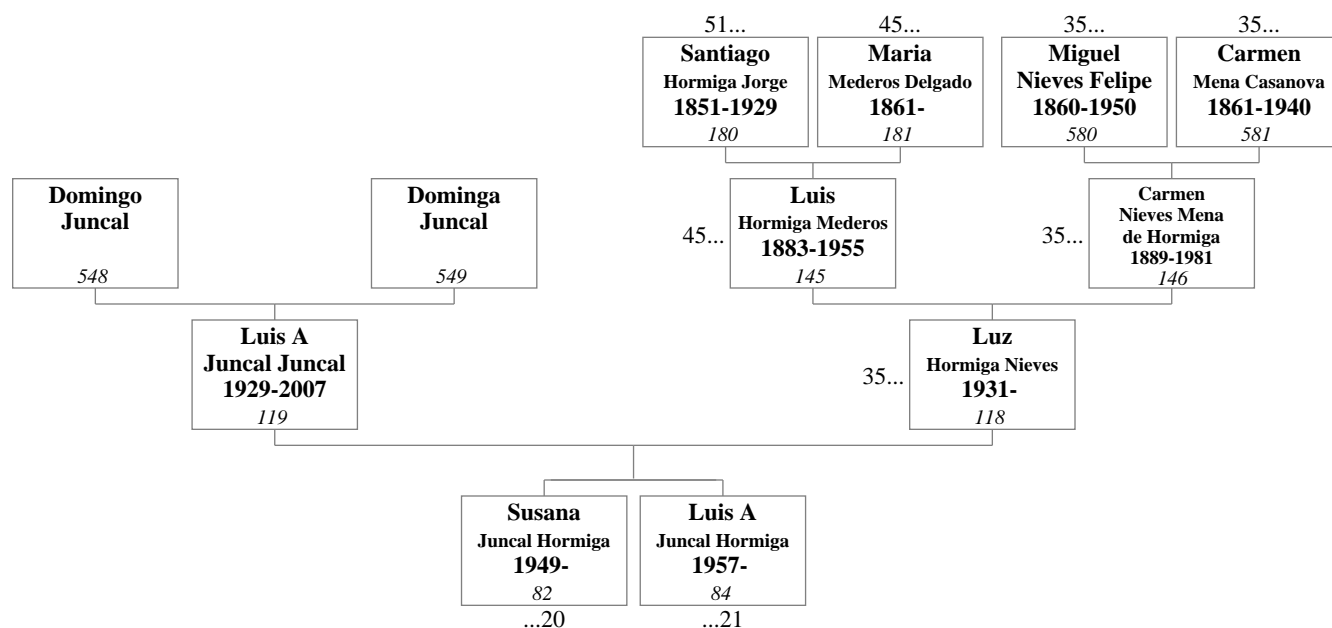 51...
45...
35...
35...
Santiago
Hormiga Jorge
1851-1929
180
Maria
Mederos Delgado
1861-
181
Miguel
Nieves Felipe
1860-1950
580
Carmen
Mena Casanova
1861-1940
581
Domingo
Juncal
548
Dominga
Juncal
549
45...
Luis
Hormiga Mederos
1883-1955
145
35...
Carmen
Nieves Mena
de Hormiga
1889-1981
146
Luis A
Juncal Juncal
1929-2007
119
35...
Luz
Hormiga Nieves
1931-
118
Susana
Juncal Hormiga
1949-
82
...20
Luis A
Juncal Hormiga
1957-
84
...21